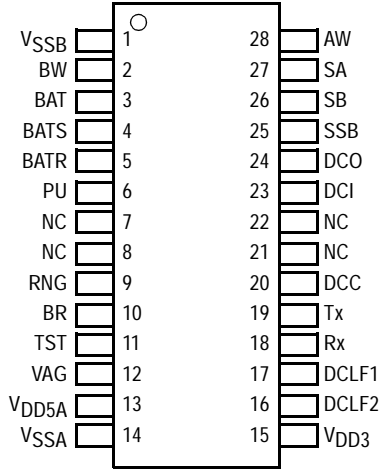 VSSB 1 28 AW
BW 2 27 SA
BAT 3 26 SB
BATS 4 25 SSB
BATR 5 24 DCO
PU 6 23 DCI
NC 7 22 NC
NC 8 21 NC
RNG 9 20 DCC
BR 10 19 Tx
TST 11 18 Rx
VAG 12 17 DCLF1
VDD5A 13 16 DCLF2
VSSA 14 15 VDD3